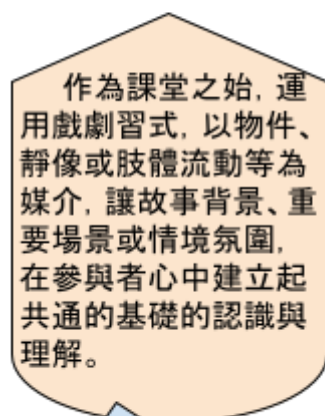 作為課堂之始, 運
用戲劇習式, 以物件、
靜像或肢體流動等為
媒介, 讓故事背景、重
要場景或情境氛圍,
在參與者心中建立起
共通的基礎的認識與
理解。